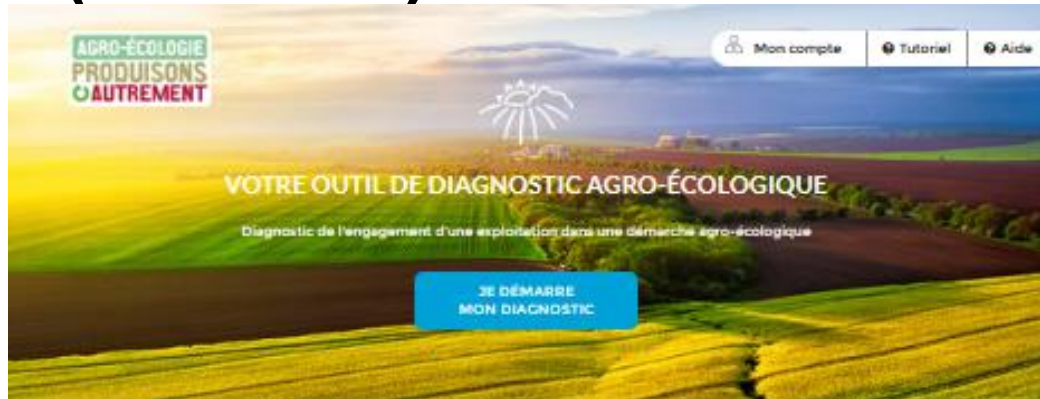 AGRO-ÉCOLOGIE
PRODUISONS
AUTREMENT
Mon compte
Tutoriel
Aide
VOTRE OUTIL DE DIAGNOSTIC AGRO-ÉCOLOGIQUE
Diagnostic de l'engagement d'une exploitation dans une démarche agro-écologique
JE DÉMARRE
MON DIAGNOSTIC